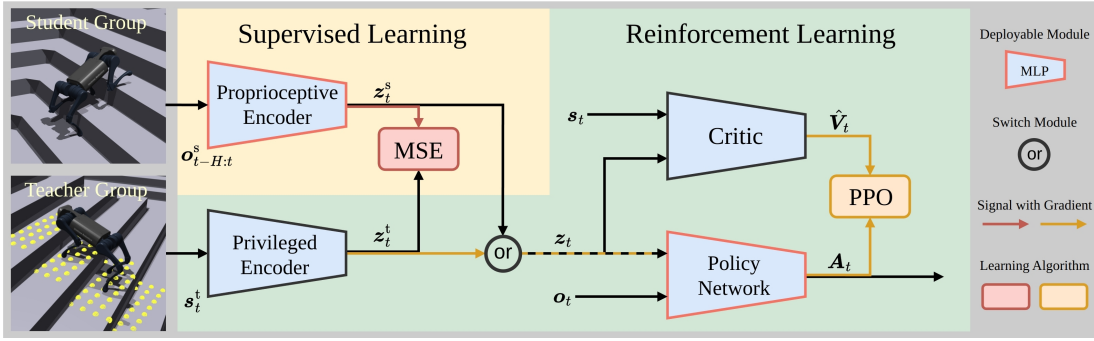 Student Group
Supervised Learning
Reinforcement Learning
Deployable Module
MLP
Proprioceptive
Encoder
z_t^s
o_{t-H:t}^s
MSE
s_t
Critic
V̂_t
Switch Module
or
Teacher Group
Privileged
Encoder
z_t^t
s_t^t
or
z_t
o_t
Policy
Network
A_t
PPO
Signal with Gradient
Learning Algorithm